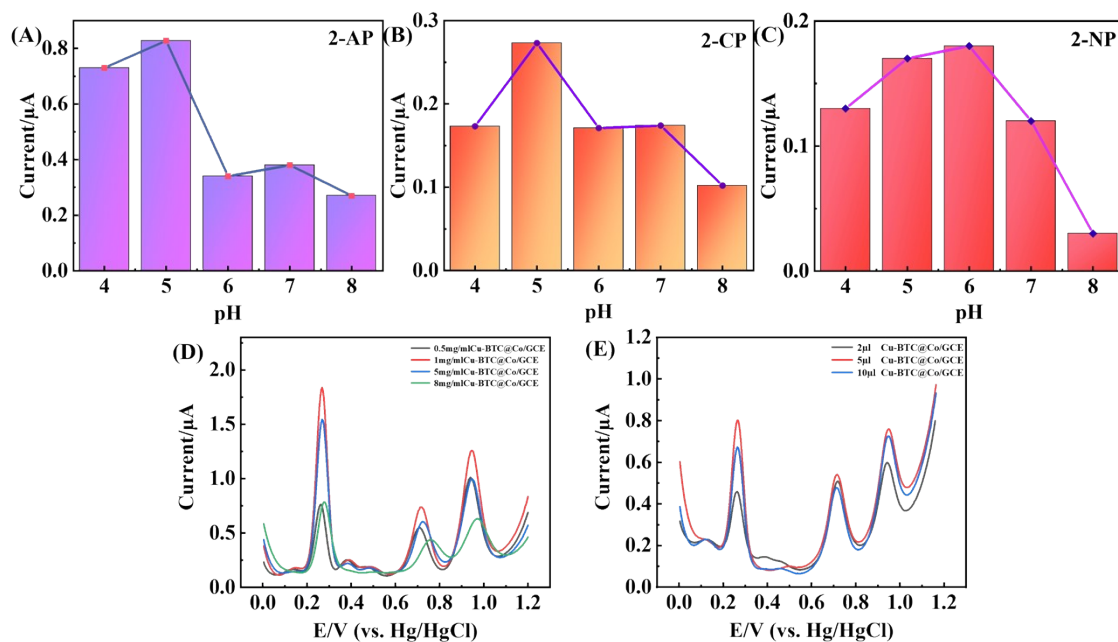 (A)
2-AP
Current/μA
0.8
0.6
0.4
0.2
0.0
4 5 6 7 8
pH
(B)
2-CP
Current/μA
0.3
0.2
0.1
0.0
4 5 6 7 8
pH
(C)
2-NP
Current/μA
0.2
0.1
0.0
4 5 6 7 8
pH
(D)
0.5mg/mlCu-BTC@Co/GCE
1mg/mlCu-BTC@Co/GCE
5mg/mlCu-BTC@Co/GCE
8mg/mlCu-BTC@Co/GCE
Current/μA
2.0
1.5
1.0
0.5
0.0
0.0 0.2 0.4 0.6 0.8 1.0 1.2
E/V (vs. Hg/HgCl)
(E)
2μl Cu-BTC@Co/GCE
5μl Cu-BTC@Co/GCE
10μl Cu-BTC@Co/GCE
Current/μA
1.2
1.0
0.8
0.6
0.4
0.2
0.0
0.0 0.2 0.4 0.6 0.8 1.0 1.2
E/V (vs. Hg/HgCl)